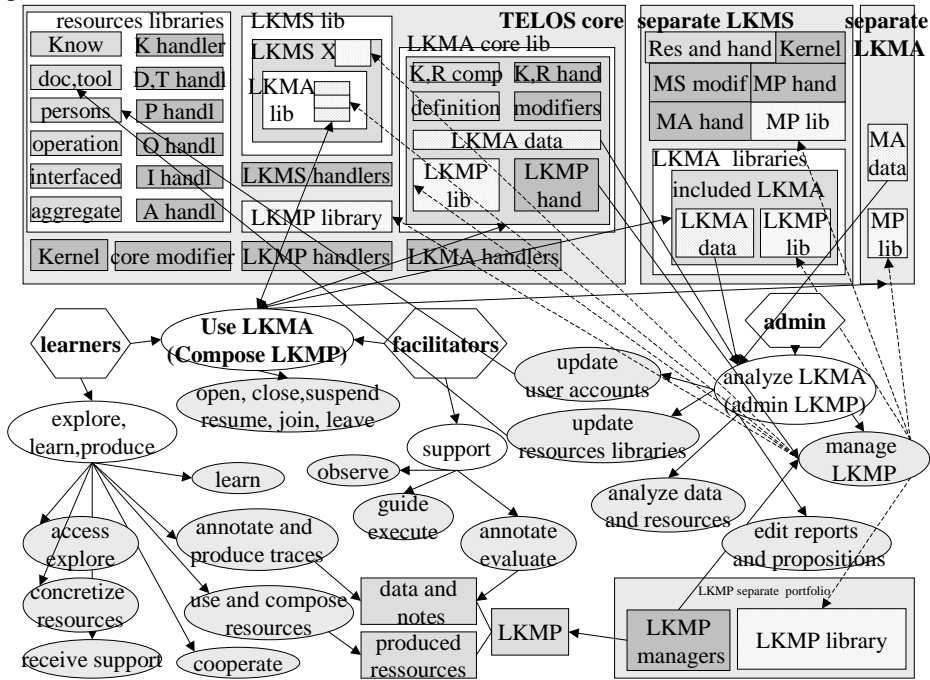 resources libraries
Know
K handler
doc,tool
D,T handl
persons
P handl
operation
O handl
interfaced
I handl
aggregate
A handl
Kernel
core modifier
LKMS lib
LKMS X
LKMA
lib
LKMS handlers
LKMP library
LKMP handlers
TELOS core
LKMA core lib
K,R comp
K,R hand
definition
modifiers
LKMA data
LKMP
lib
LKMP
hand
LKMA handlers
separate LKMS
Res and hand
Kernel
MS modif
MP hand
MA hand
MP lib
LKMA libraries
included LKMA
LKMA
data
LKMP
lib
separate
LKMA
MA
data
MP
lib
learners
Use LKMA
(Compose LKMP)
facilitators
admin
open, close,suspend
resume, join, leave
update
user accounts
analyze LKMA
(admin LKMP)
explore,
learn,produce
support
update
resources libraries
manage
LKMP
learn
observe
guide
execute
analyze data
and resources
access
explore
annotate and
produce traces
annotate
evaluate
edit reports
and propositions
concretize
resources
use and compose
resources
data and
notes
LKMP
produced
ressources
receive support
cooperate
LKMP separate portfolio
LKMP
managers
LKMP library